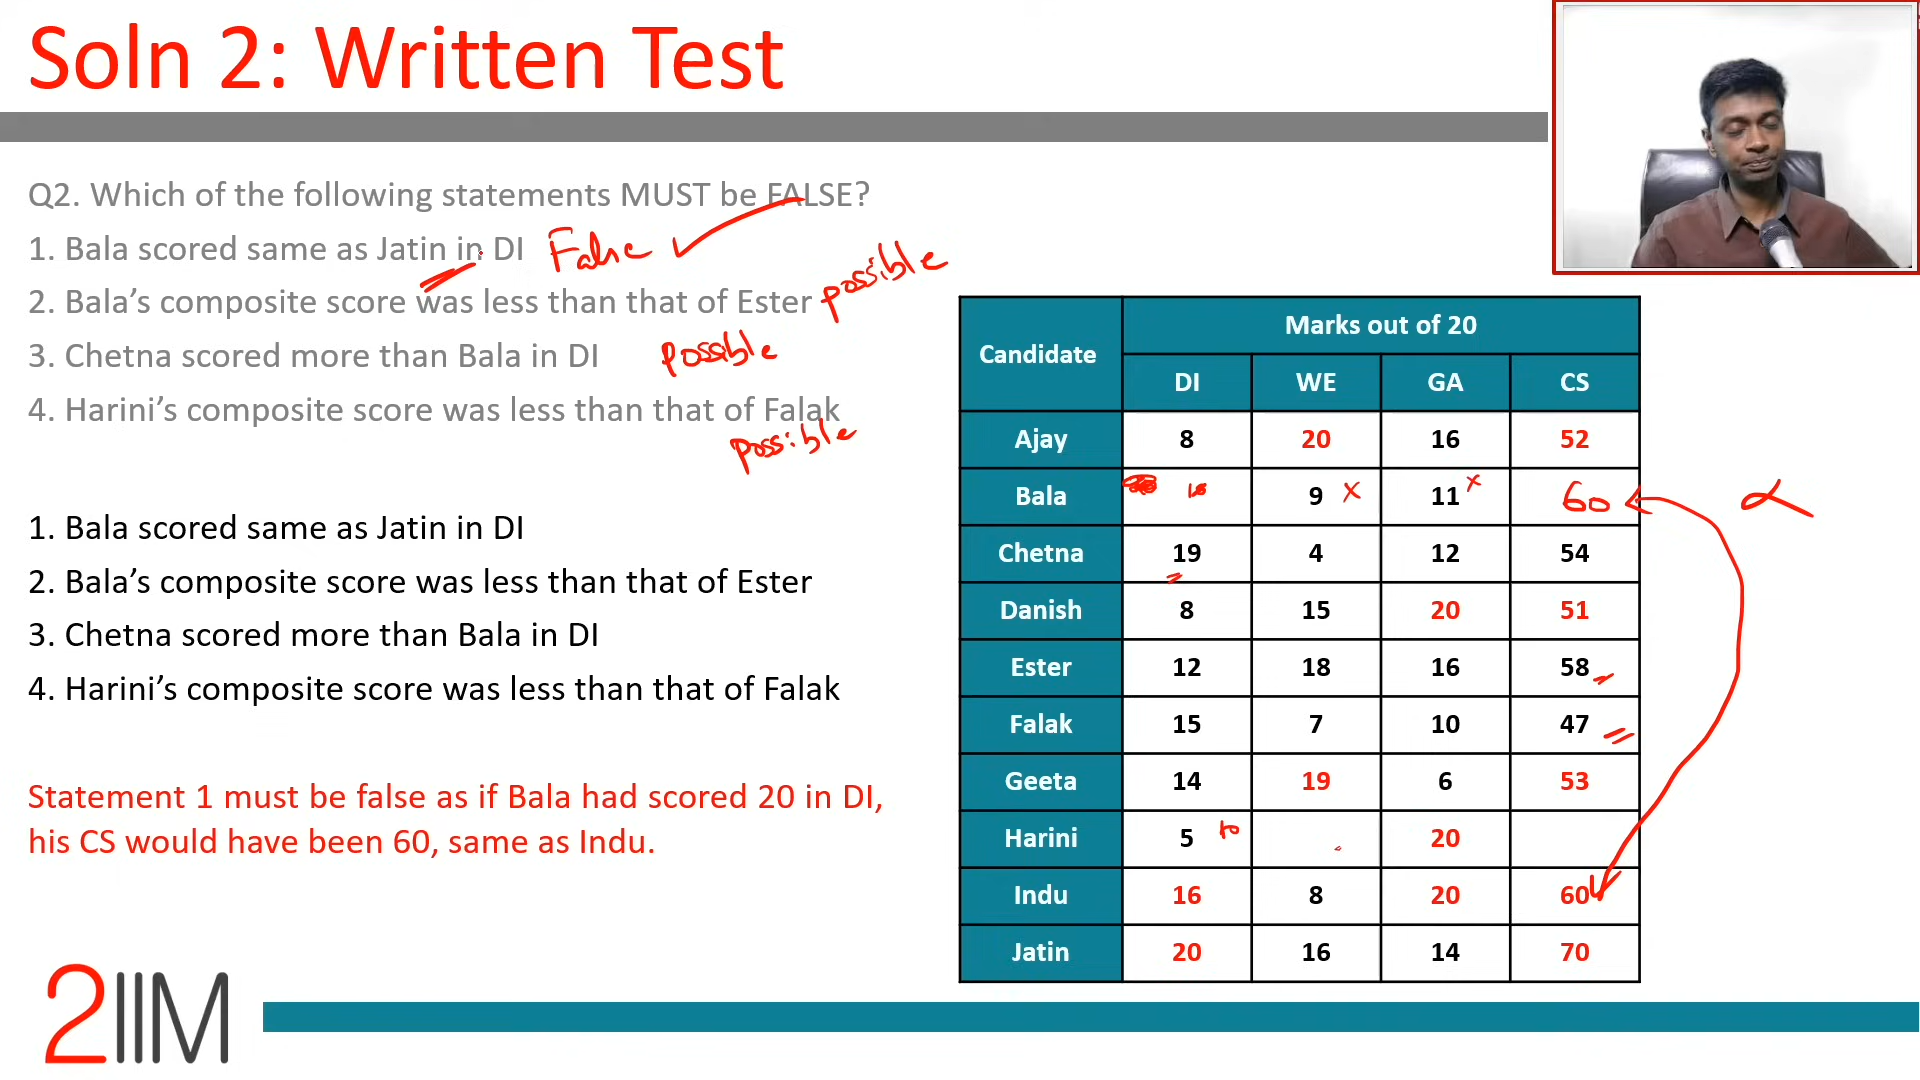 Soln 2: Written Test
Q2. Which of the following statements MUST be FALSE?
1. Bala scored same as Jatin in DI False ✓
2. Bala’s composite score was less than that of Ester possible
3. Chetna scored more than Bala in DI possible
4. Harini’s composite score was less than that of Falak
possible
1. Bala scored same as Jatin in DI
2. Bala’s composite score was less than that of Ester
3. Chetna scored more than Bala in DI
4. Harini’s composite score was less than that of Falak
Statement 1 must be false as if Bala had scored 20 in DI,
his CS would have been 60, same as Indu.
Candidate Marks out of 20
DI WE GA CS
Ajay 8 20 16 52
Bala 9 x 11 x 60
Chetna 19 4 12 54
Danish 8 15 20 51
Ester 12 18 16 58
Falak 15 7 10 47
Geeta 14 19 6 53
Harini 5 20
Indu 16 8 20 60
Jatin 20 16 14 70
2IIM